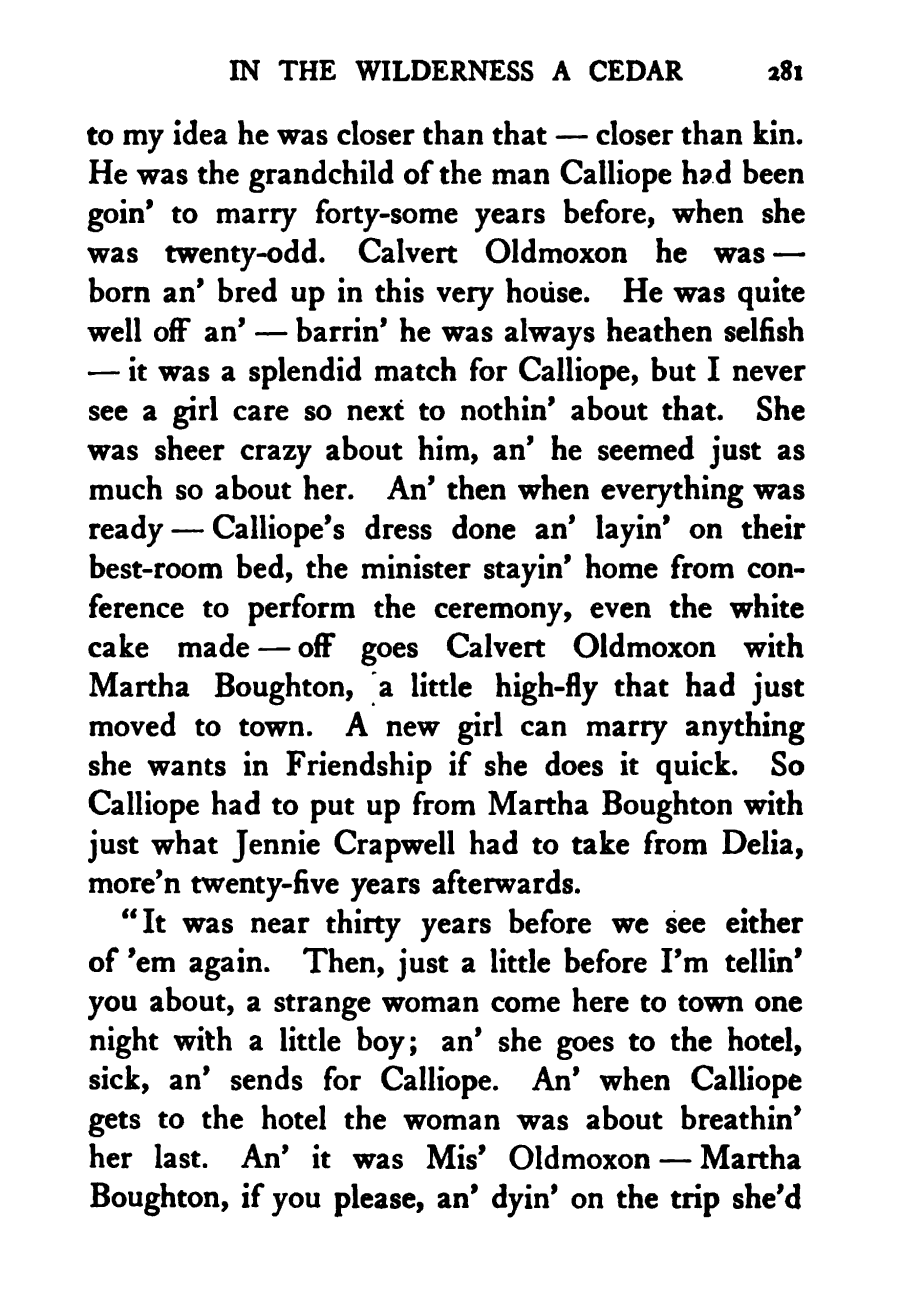 IN THE WILDERNESS A CEDAR 281
to my idea he was closer than that — closer than kin.
He was the grandchild of the man Calliope had been
goin' to marry forty-some years before, when she
was twenty-odd. Calvert Oldmoxon he was —
born an' bred up in this very house. He was quite
well off an' — barrin' he was always heathen selfish
— it was a splendid match for Calliope, but I never
see a girl care so next to nothin' about that. She
was sheer crazy about him, an' he seemed just as
much so about her. An' then when everything was
ready — Calliope's dress done an' layin' on their
best-room bed, the minister stayin' home from con-
ference to perform the ceremony, even the white
cake made — off goes Calvert Oldmoxon with
Martha Boughton, a little high-fly that had just
moved to town. A new girl can marry anything
she wants in Friendship if she does it quick. So
Calliope had to put up from Martha Boughton with
just what Jennie Crapwell had to take from Delia,
more'n twenty-five years afterwards.
"It was near thirty years before we see either
of 'em again. Then, just a little before I'm tellin'
you about, a strange woman come here to town one
night with a little boy; an' she goes to the hotel,
sick, an' sends for Calliope. An' when Calliope
gets to the hotel the woman was about breathin'
her last. An' it was Mis' Oldmoxon — Martha
Boughton, if you please, an' dyin' on the trip she'd